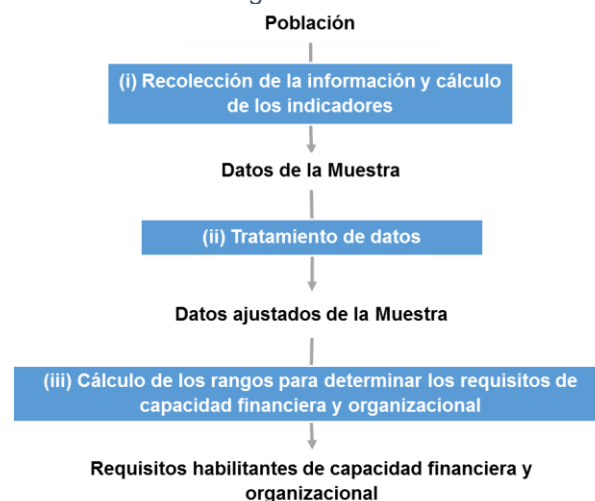 Población
(i) Recolección de la información y cálculo
de los indicadores
Datos de la Muestra
(ii) Tratamiento de datos
Datos ajustados de la Muestra
(iii) Cálculo de los rangos para determinar los requisitos de
capacidad financiera y organizacional
Requisitos habilitantes de capacidad financiera y
organizacional